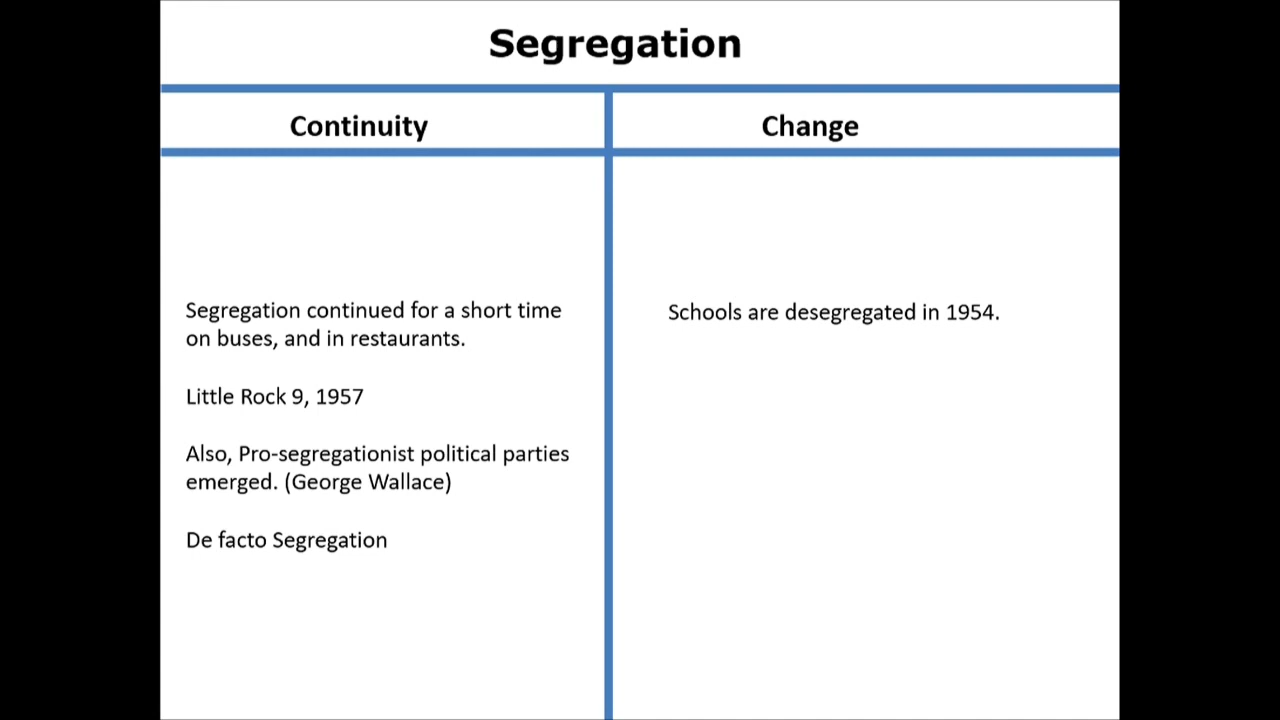 Segregation
Continuity
Change
Segregation continued for a short time
on buses, and in restaurants.
Little Rock 9, 1957
Also, Pro-segregationist political parties
emerged. (George Wallace)
De facto Segregation
Schools are desegregated in 1954.